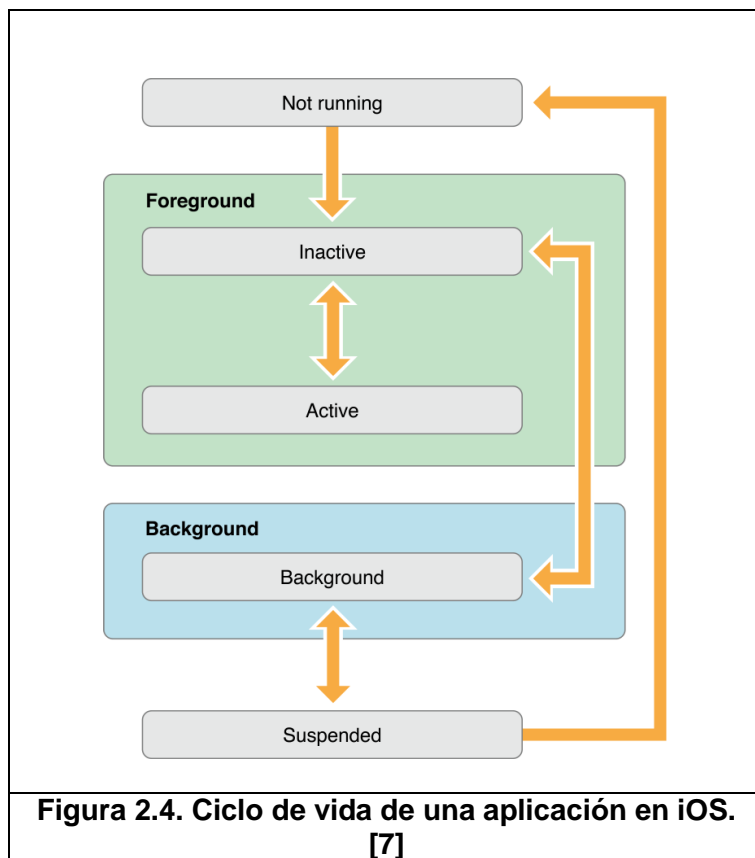 Not running
Foreground
Inactive
Active
Background
Background
Suspended
Figura 2.4. Ciclo de vida de una aplicación en iOS.
[7]